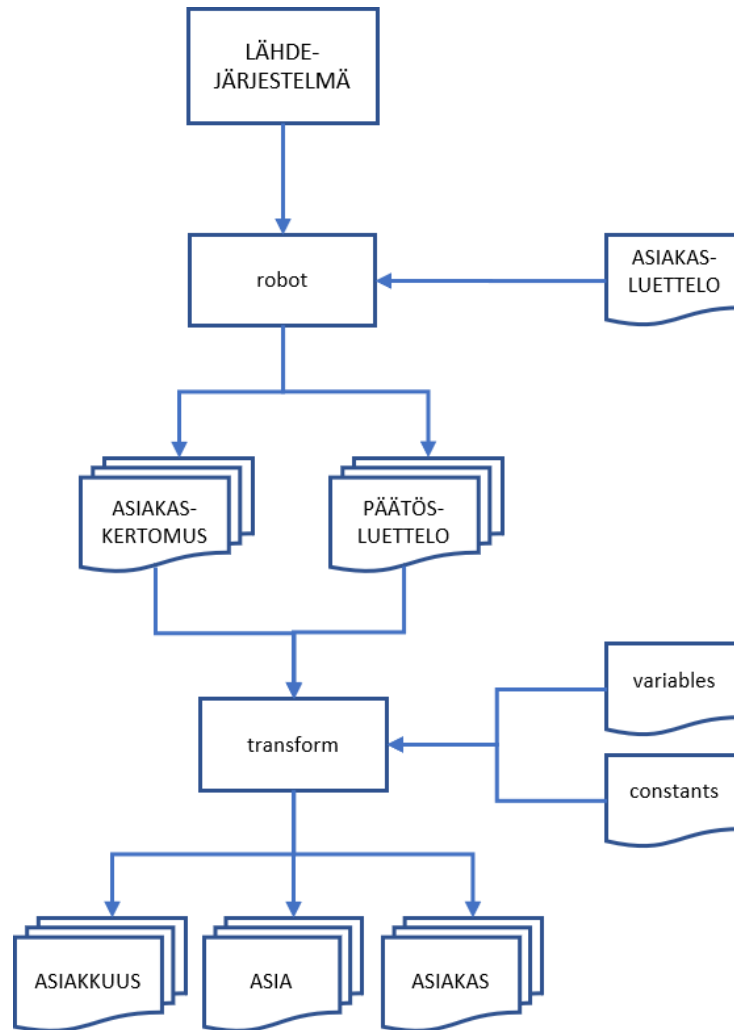 LÄHDE-
JÄRJESTELMÄ
robot
ASIAKAS-
LUETTELO
ASIAKAS-
KERTOMUS
PÄÄTÖS-
LUETTELO
variables
transform
constants
ASIAKKUUS
ASIA
ASIAKAS